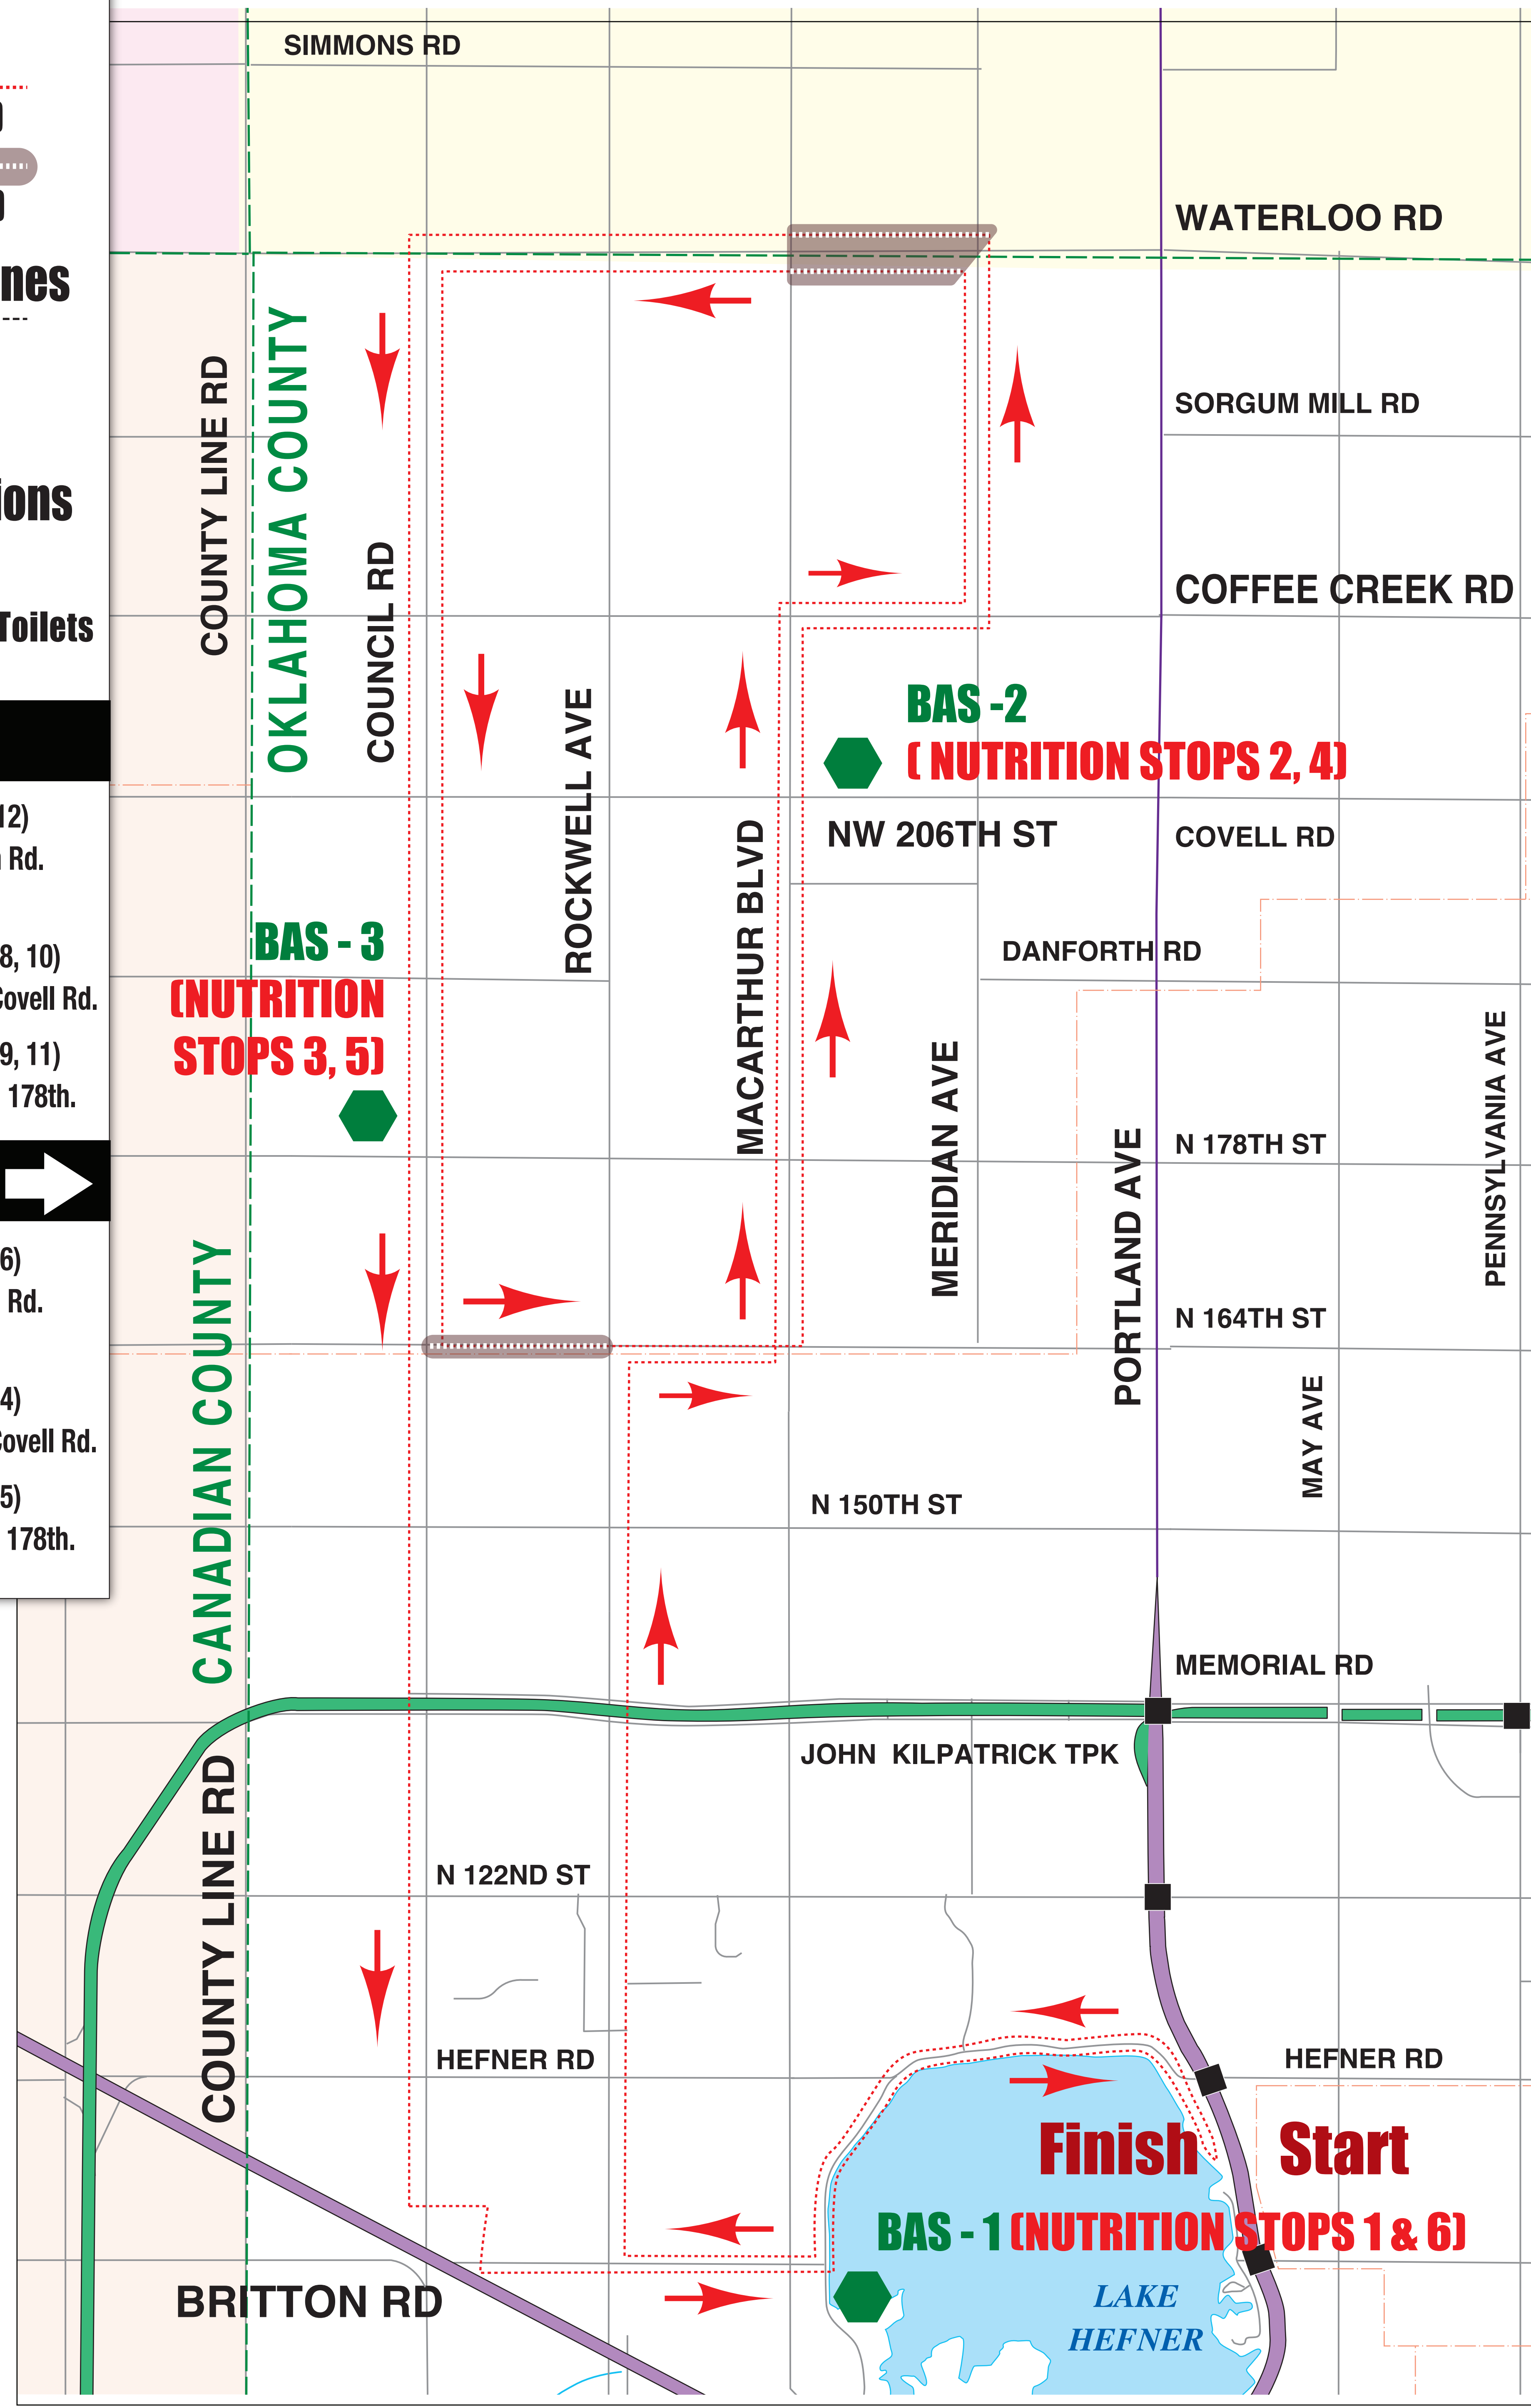 SIMMONS RD
WATERLOO RD
nes
COUNTY LINE RD
OKLAHOMA COUNTY
SORGUM MILL RD
ions
COUNCIL RD
COFFEE CREEK RD
Toilets
BAS -2
( NUTRITION STOPS 2, 4)
ROCKWELL AVE
12)
Rd.
MACARTHUR BLVD
NW 206TH ST
COVELL RD
BAS - 3
(NUTRITION
STOPS 3, 5)
8, 10)
Covell Rd.
DANFORTH RD
9, 11)
178th.
MERIDIAN AVE
PENNSYLVANIA AVE
PORTLAND AVE
N 178TH ST
CANADIAN COUNTY
6)
Rd.
N 164TH ST
4)
Covell Rd.
MAY AVE
5)
178th.
N 150TH ST
MEMORIAL RD
JOHN KILPATRICK TPK
COUNTY LINE RD
N 122ND ST
HEFNER RD
HEFNER RD
Finish
Start
BAS - 1 (NUTRITION STOPS 1 & 6)
BRITTON RD
LAKE
HEFNER